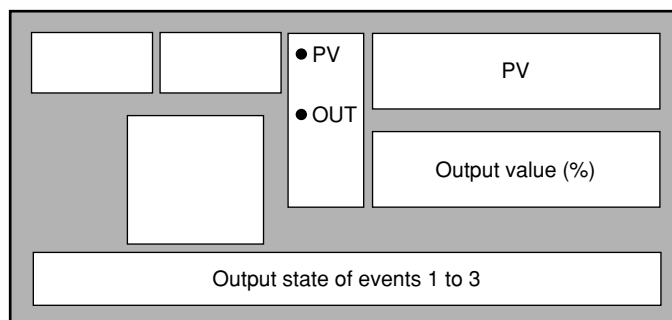 ● PV
PV
● OUT
Output value (%)
Output state of events 1 to 3